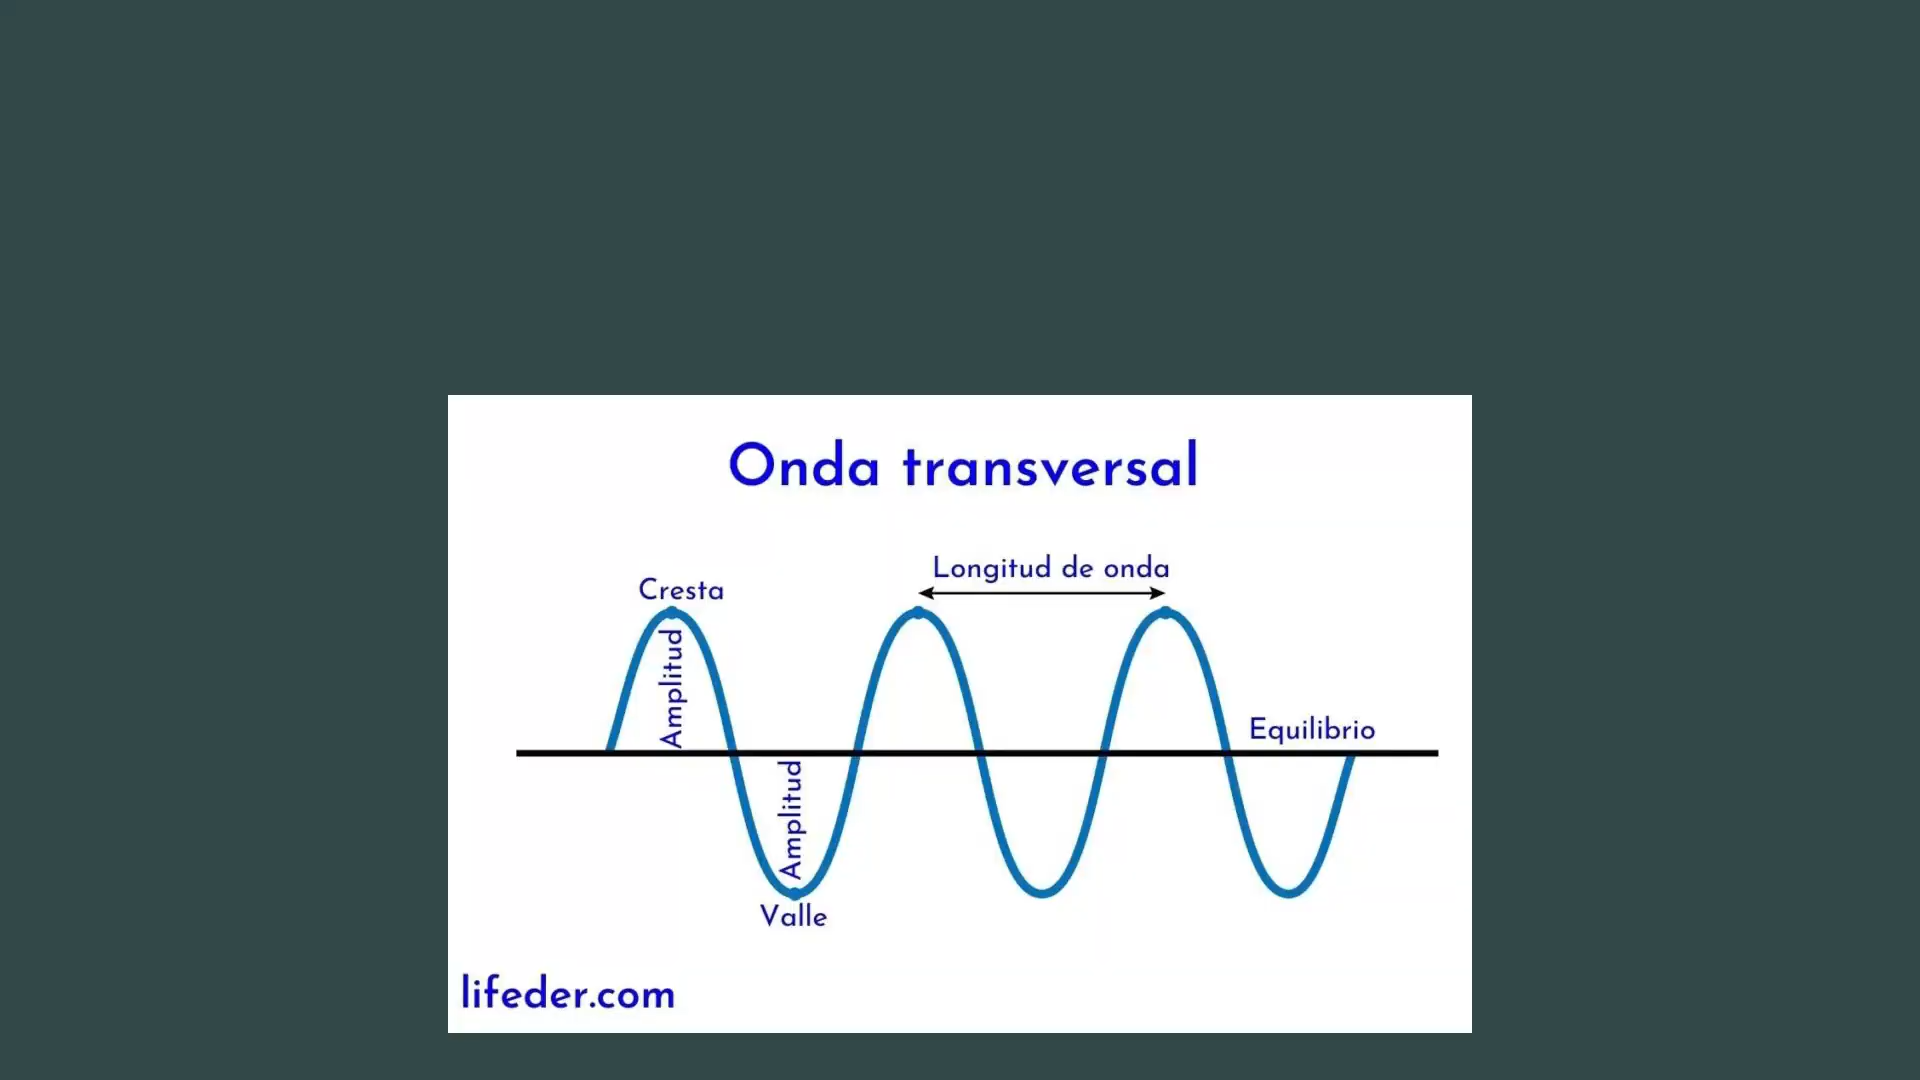 Onda transversal
Longitud de onda
Cresta
Amplitud
Equilibrio
Amplitud
Valle
lifeder.com